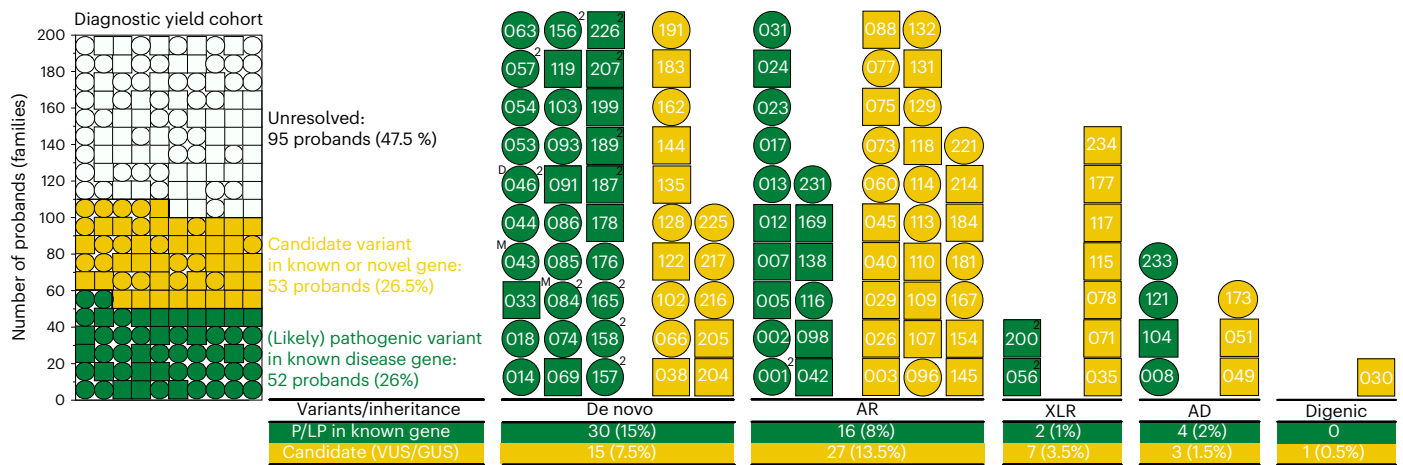 Diagnostic yield cohort
Number of probands (families)
200
180
160
140
120
100
80
60
40
20
0
Unresolved:
95 probands (47.5 %)
Candidate variant
in known or novel gene:
53 probands (26.5%)
(Likely) pathogenic variant
in known disease gene:
52 probands (26%)
063 156 2 226 2 191 031 088 132
057 2 119 207 2 183 024 077 131
054 103 199 162 023 075 129
053 093 189 2 144 017 073 118 221 234
D 046 2 091 187 2 135 013 231 060 114 214 177
044 086 178 128 225 012 169 045 113 184 117
M 043 085 176 122 217 007 138 040 110 181 115 233
033 M 084 2 165 2 102 216 005 116 029 109 167 078 121 173
018 074 158 2 066 205 002 098 026 107 154 200 2 071 104 051
014 069 157 2 038 204 001 2 042 003 096 145 056 2 035 008 049 030
Variants/inheritance De novo AR XLR AD Digenic
P/LP in known gene 30 (15%) 16 (8%) 2 (1%) 4 (2%) 0
Candidate (VUS/GUS) 15 (7.5%) 27 (13.5%) 7 (3.5%) 3 (1.5%) 1 (0.5%)